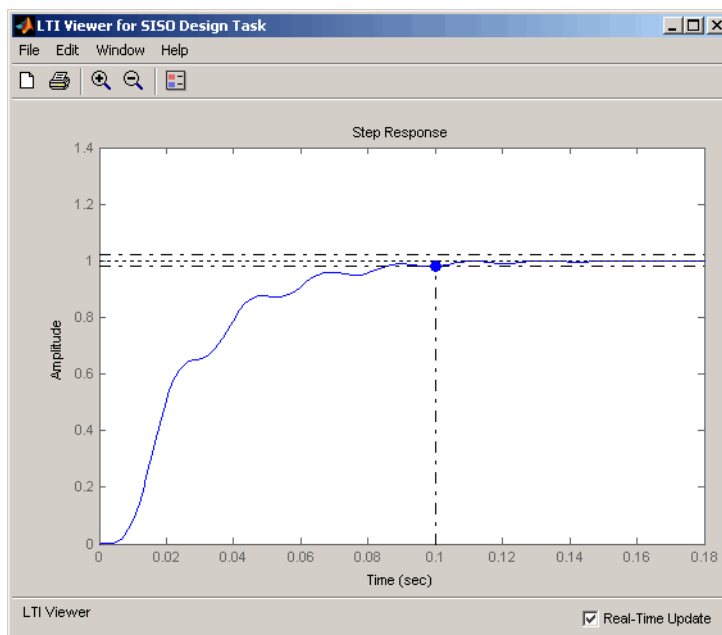 LTI Viewer for SISO Design Task
File Edit Window Help
Step Response
1.4
1.2
1
0.8
0.6
0.4
0.2
0
Amplitude
0 0.02 0.04 0.06 0.08 0.1 0.12 0.14 0.16 0.18
Time (sec)
LTI Viewer
Real-Time Update